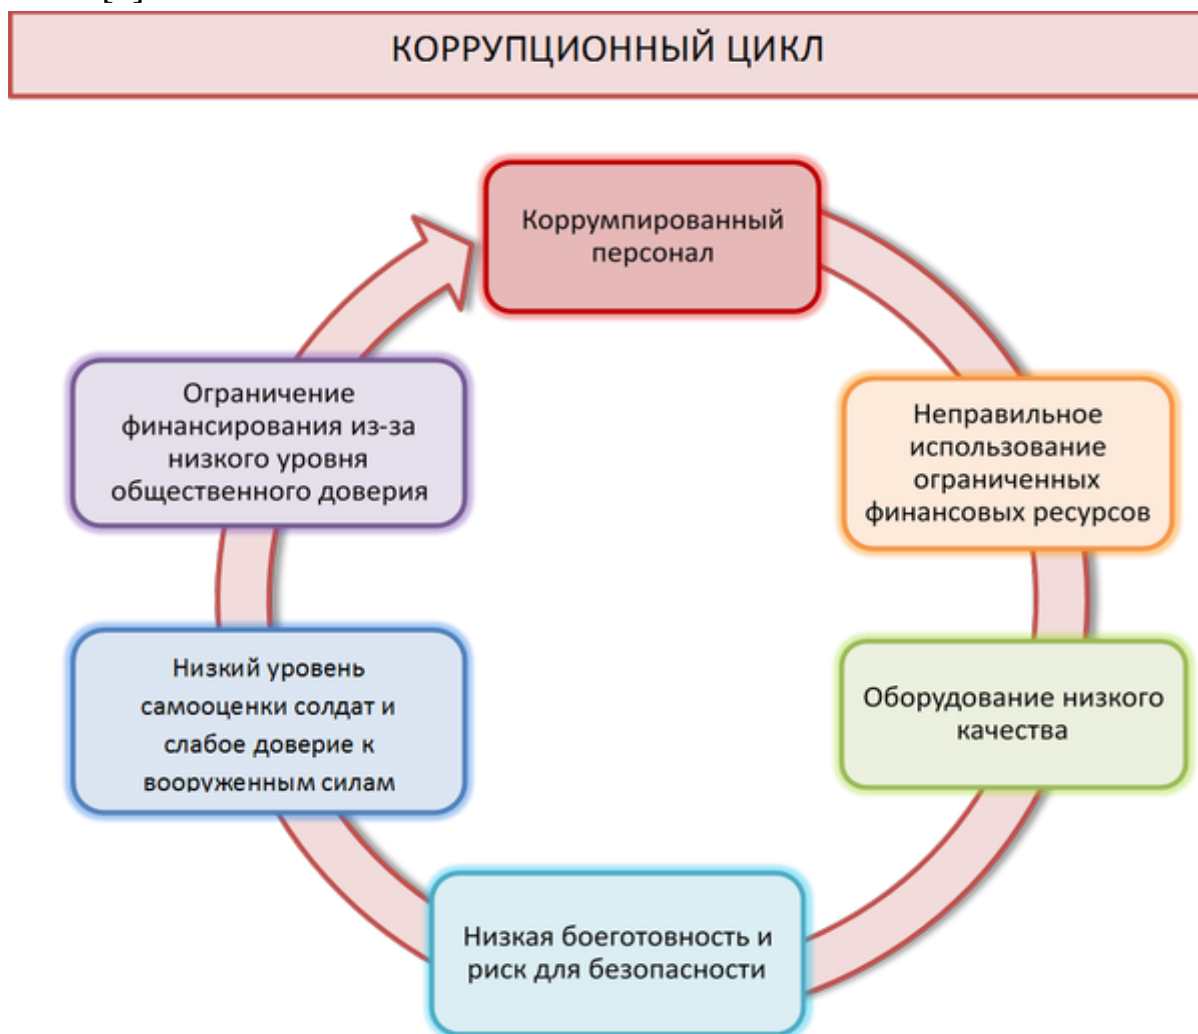 КОРРУПЦИОННЫЙ ЦИКЛ
Коррумпированный
персонал
Неправильное
использование
ограниченных
финансовых ресурсов
Оборудование низкого
качества
Низкая боеготовность и
риск для безопасности
Низкий уровень
самооценки солдат и
слабое доверие к
вооруженным силам
Ограничение
финансирования из-за
низкого уровня
общественного доверия